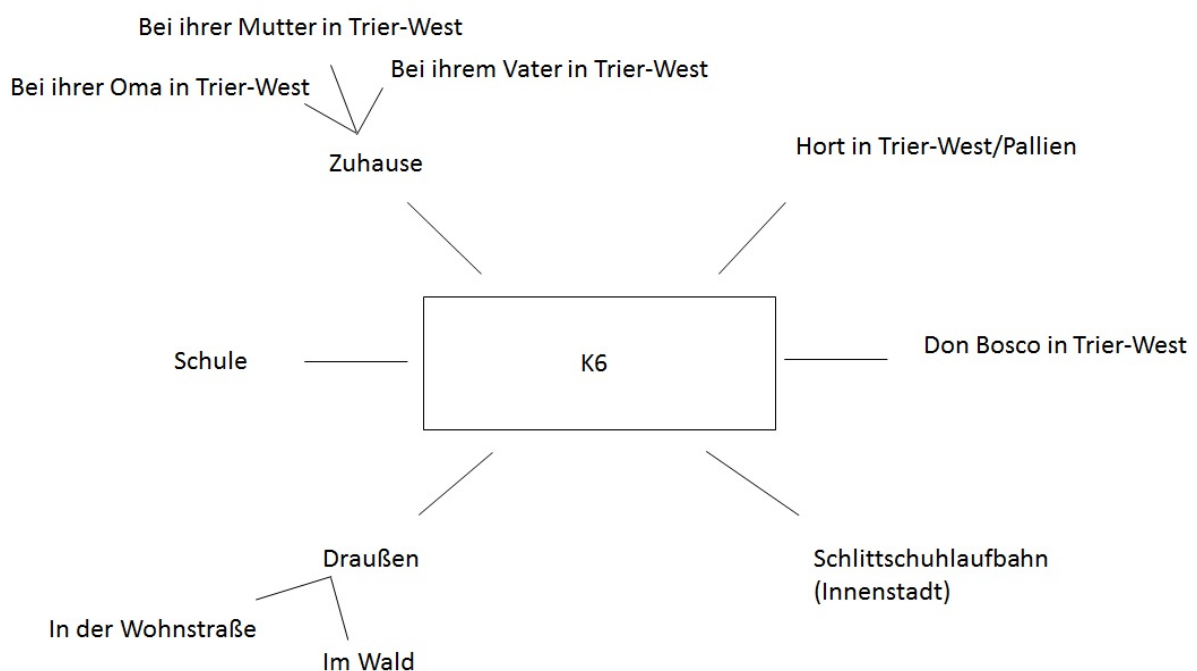 Bei ihrer Mutter in Trier-West
Bei ihrem Vater in Trier-West
Bei ihrer Oma in Trier-West
Zuhause
Hort in Trier-West/Pallien
Schule
K6
Don Bosco in Trier-West
Draußen
Schlittschuhlaufbahn
(Innenstadt)
In der Wohnstraße
Im Wald